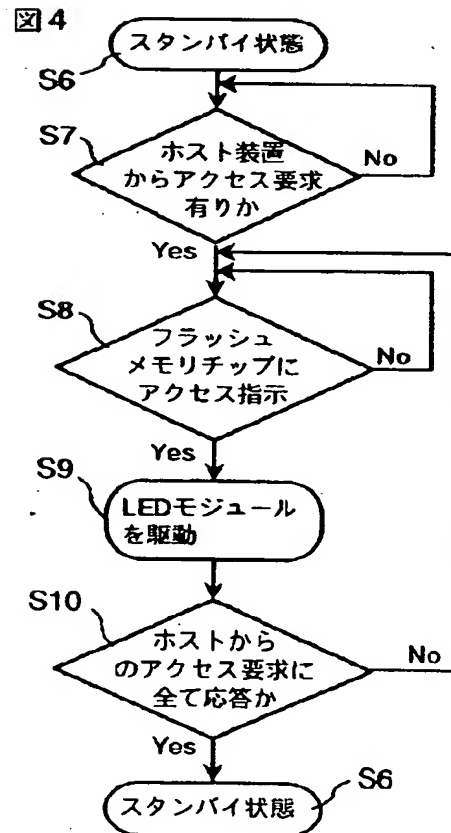 図4
スタンバイ状態
S6
S7
ホスト装置
からアクセス要求
有りか
No
Yes
S8
フラッシュ
メモリチップに
アクセス指示
No
Yes
S9
LEDモジュール
を駆動
S10
ホストから
のアクセス要求に
全て応答か
No
Yes
スタンバイ状態
S6